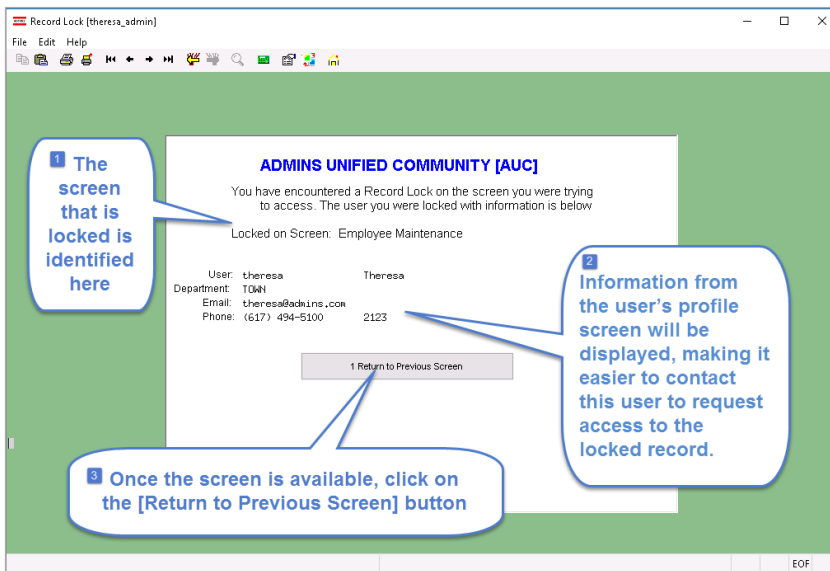 Record Lock [theresa_admin]
File Edit Help
ADMINS UNIFIED COMMUNITY [AUC]
You have encountered a Record Lock on the screen you were trying
to access. The user you were locked with information is below
Locked on Screen: Employee Maintenance
User: theresa Theresa
Department: TOWN
Email: theresa@admins.com
Phone: (617) 494-5100 2123
1 Return to Previous Screen
1 The
screen
that is
locked is
identified
here
2
Information from
the user's profile
screen will be
displayed, making it
easier to contact
this user to request
access to the
locked record.
3 Once the screen is available, click on
the [Return to Previous Screen] button
EOF